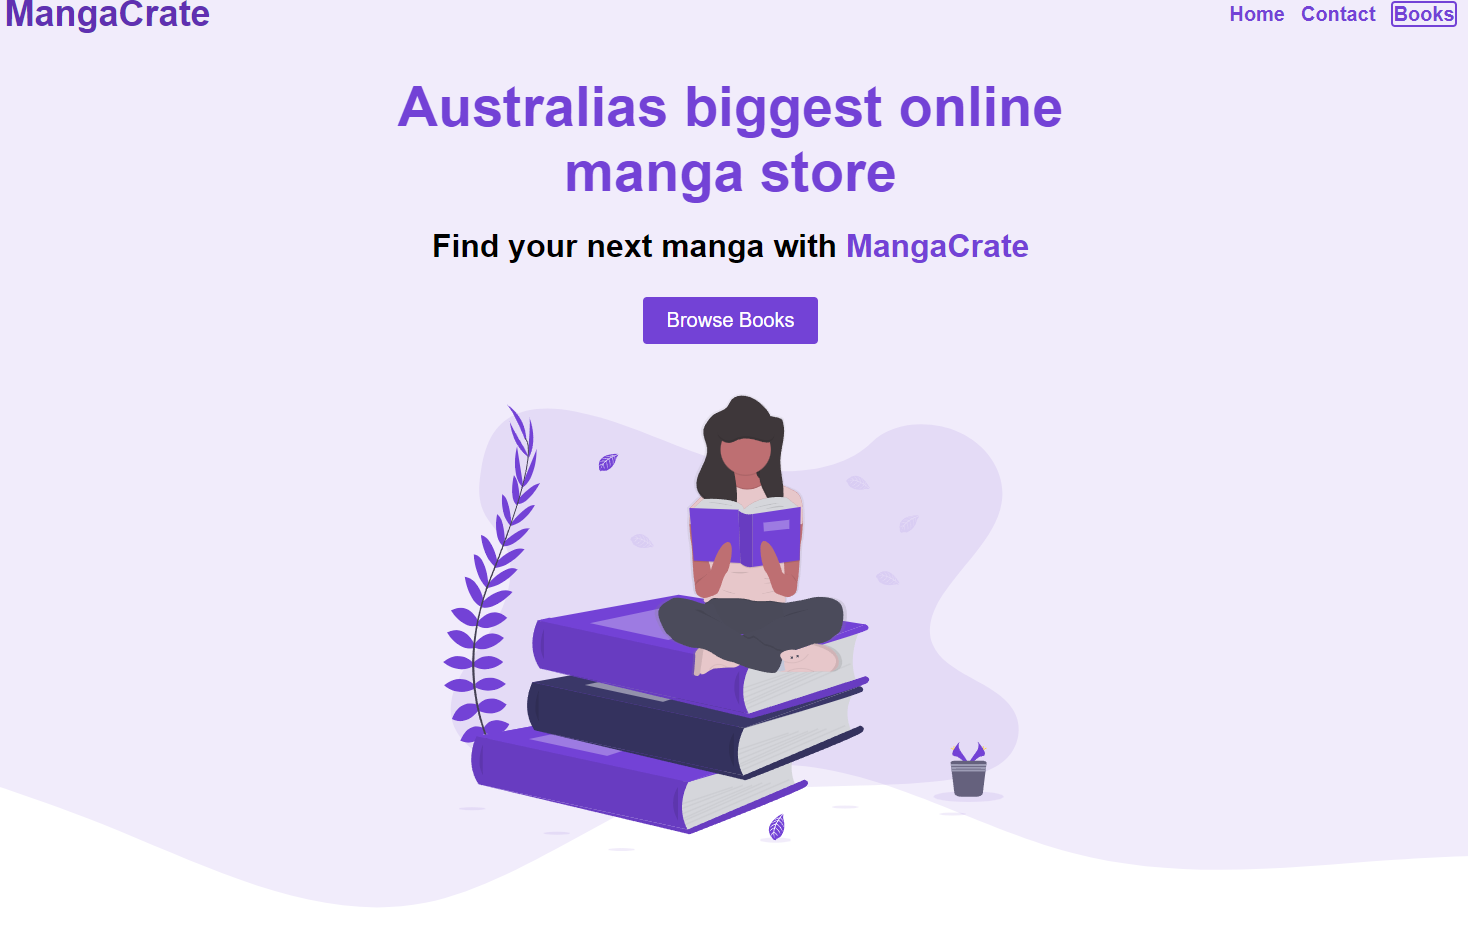 MangaCrate
Home Contact Books
Australias biggest online
manga store
Find your next manga with MangaCrate
Browse Books